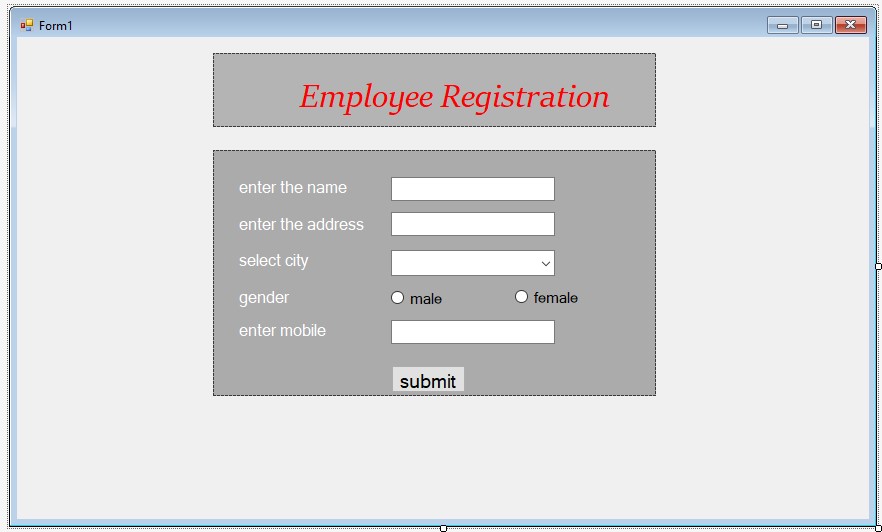 Form1
Employee Registration
enter the name
enter the address
select city
gender male female
enter mobile
submit